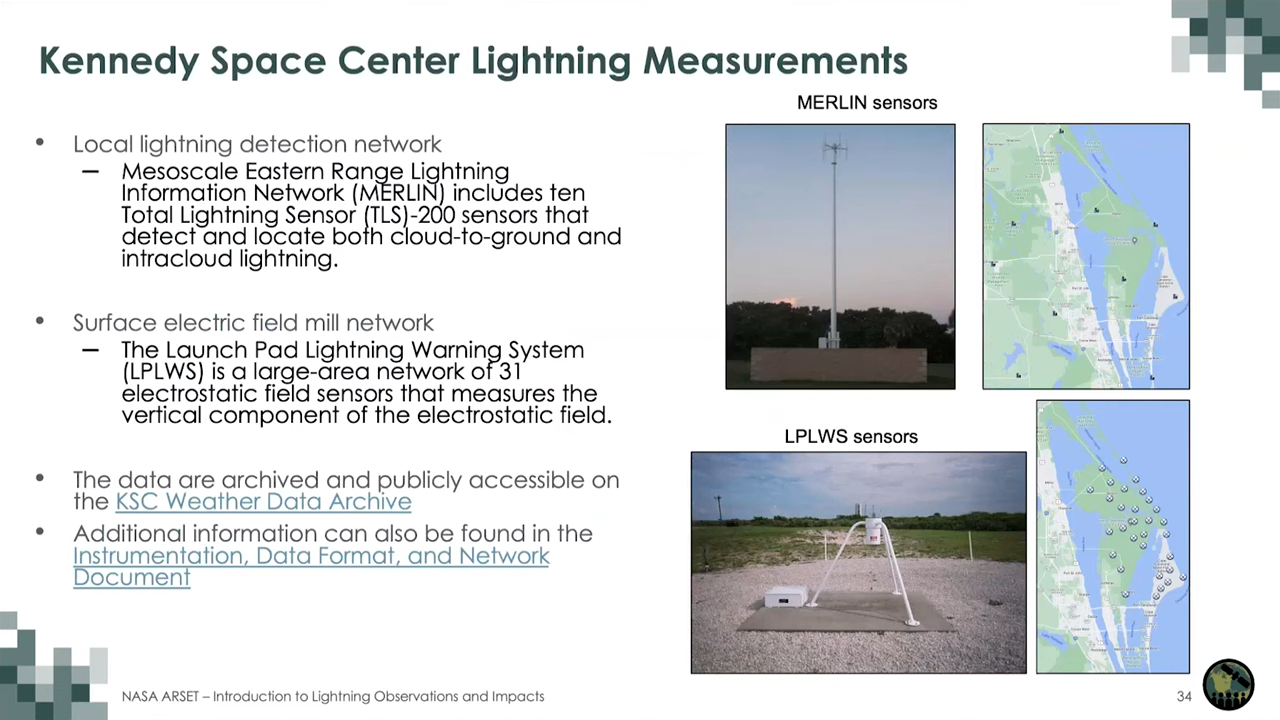 Kennedy Space Center Lightning Measurements
• Local lightning detection network
– Mesoscale Eastern Range Lightning
Information Network (MERLIN) includes ten
Total Lightning Sensor (TLS)-200 sensors that
detect and locate both cloud-to-ground and
intracloud lightning.
• Surface electric field mill network
– The Launch Pad Lightning Warning System
(LPLWS) is a large-area network of 31
electrostatic field sensors that measures the
vertical component of the electrostatic field.
• The data are archived and publicly accessible on
the KSC Weather Data Archive
• Additional information can also be found in the
Instrumentation, Data Format, and Network
Document
MERLIN sensors
LPLWS sensors
NASA ARSET – Introduction to Lightning Observations and Impacts
34